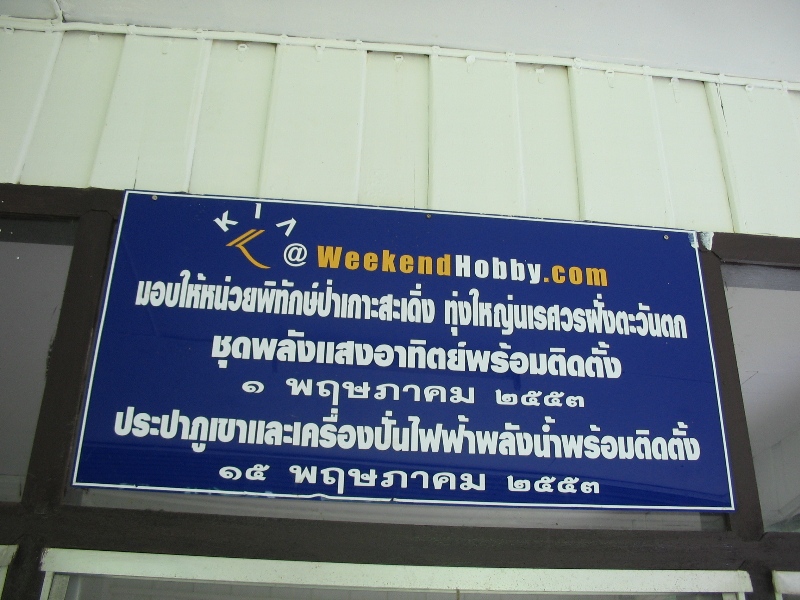 KIA
@ WeekendHobby.com
มอบให้หน่วยพิทักษ์ป่าเกาะสะเดิ่ง ทุ่งใหญ่นเรศวรฝั่งตะวันตก
ชุดพลังแสงอาทิตย์พร้อมติดตั้ง
๑ พฤษภาคม ๒๕๕๓
ประปาภูเขาและเครื่องปั่นไฟฟ้าพลังน้ำพร้อมติดตั้ง
๑๕ พฤษภาคม ๒๕๕๓